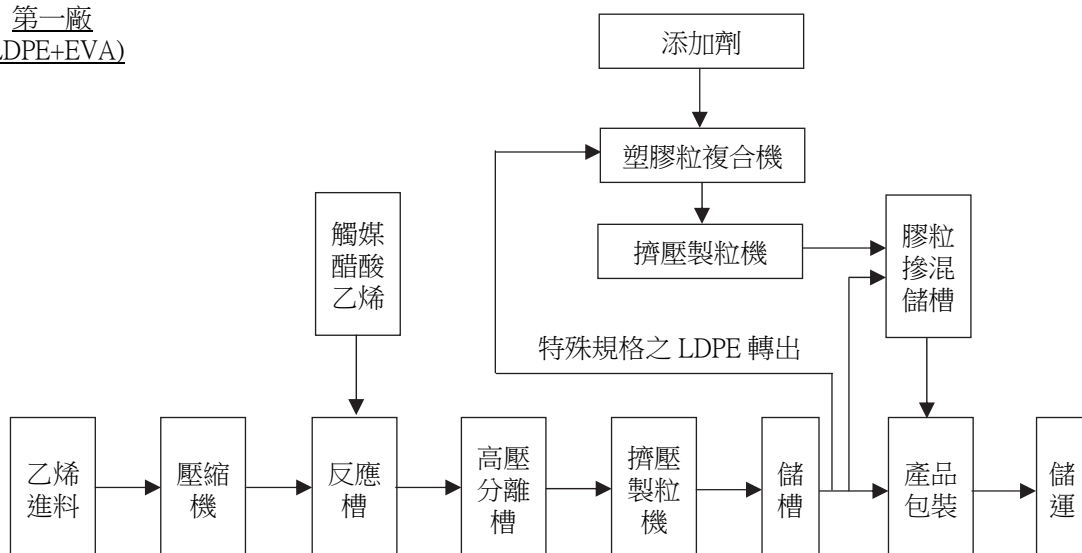 第一廠
LDPE+EVA)
添加劑
塑膠粒複合機
擠壓製粒機
觸媒
醋酸
乙烯
膠粒
摻混
儲槽
特殊規格之 LDPE 轉出
乙烯
進料
壓縮
機
反應
槽
高壓
分離
槽
擠壓
製粒
機
儲
槽
產品
包裝
儲
運